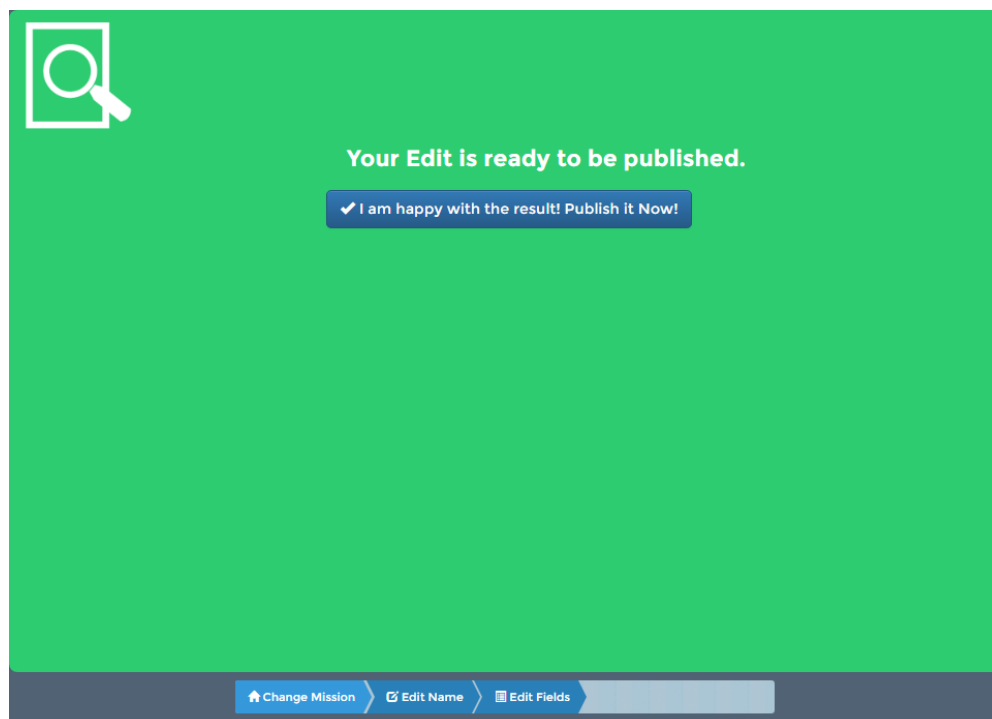 Your Edit is ready to be published.
I am happy with the result! Publish it Now!
Change Mission
Edit Name
Edit Fields